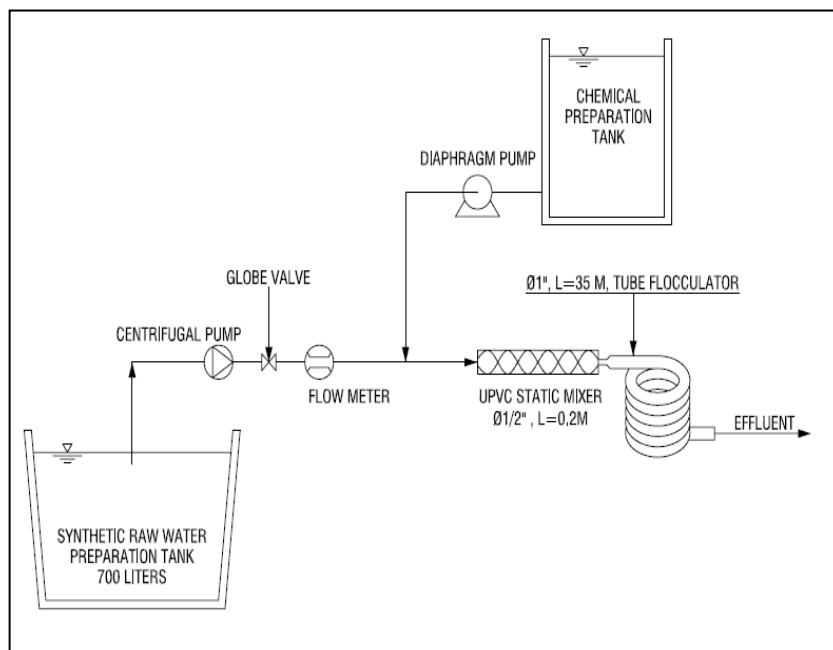 CHEMICAL
PREPARATION
TANK
DIAPHRAGM PUMP
GLOBE VALVE
Ø1", L=35 M, TUBE FLOCCULATOR
CENTRIFUGAL PUMP
FLOW METER
UPVC STATIC MIXER
Ø1/2" , L=0,2M
EFFLUENT
SYNTHETIC RAW WATER
PREPARATION TANK
700 LITERS